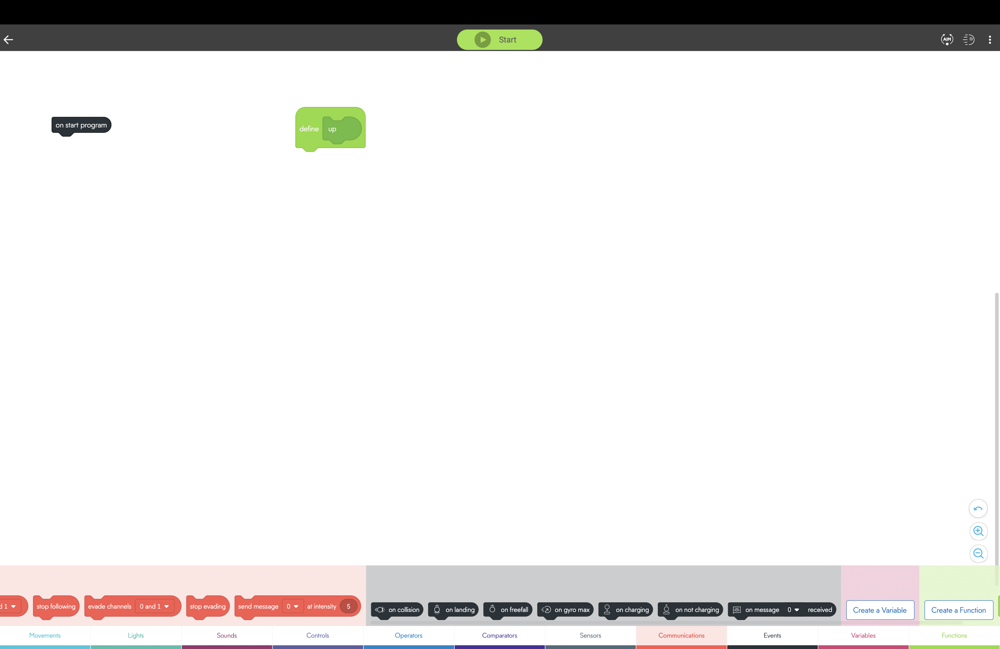 Start
AIM
on start program
define up
d 1
stop following
evade channels 0 and 1
stop evading
send message 0 at intensity 5
on collision
on landing
on freefall
on gyro max
on charging
on not charging
on message 0 received
Create a Variable
Create a Function
Movements
Lights
Sounds
Controls
Operators
Comparators
Sensors
Communications
Events
Variables
Functions